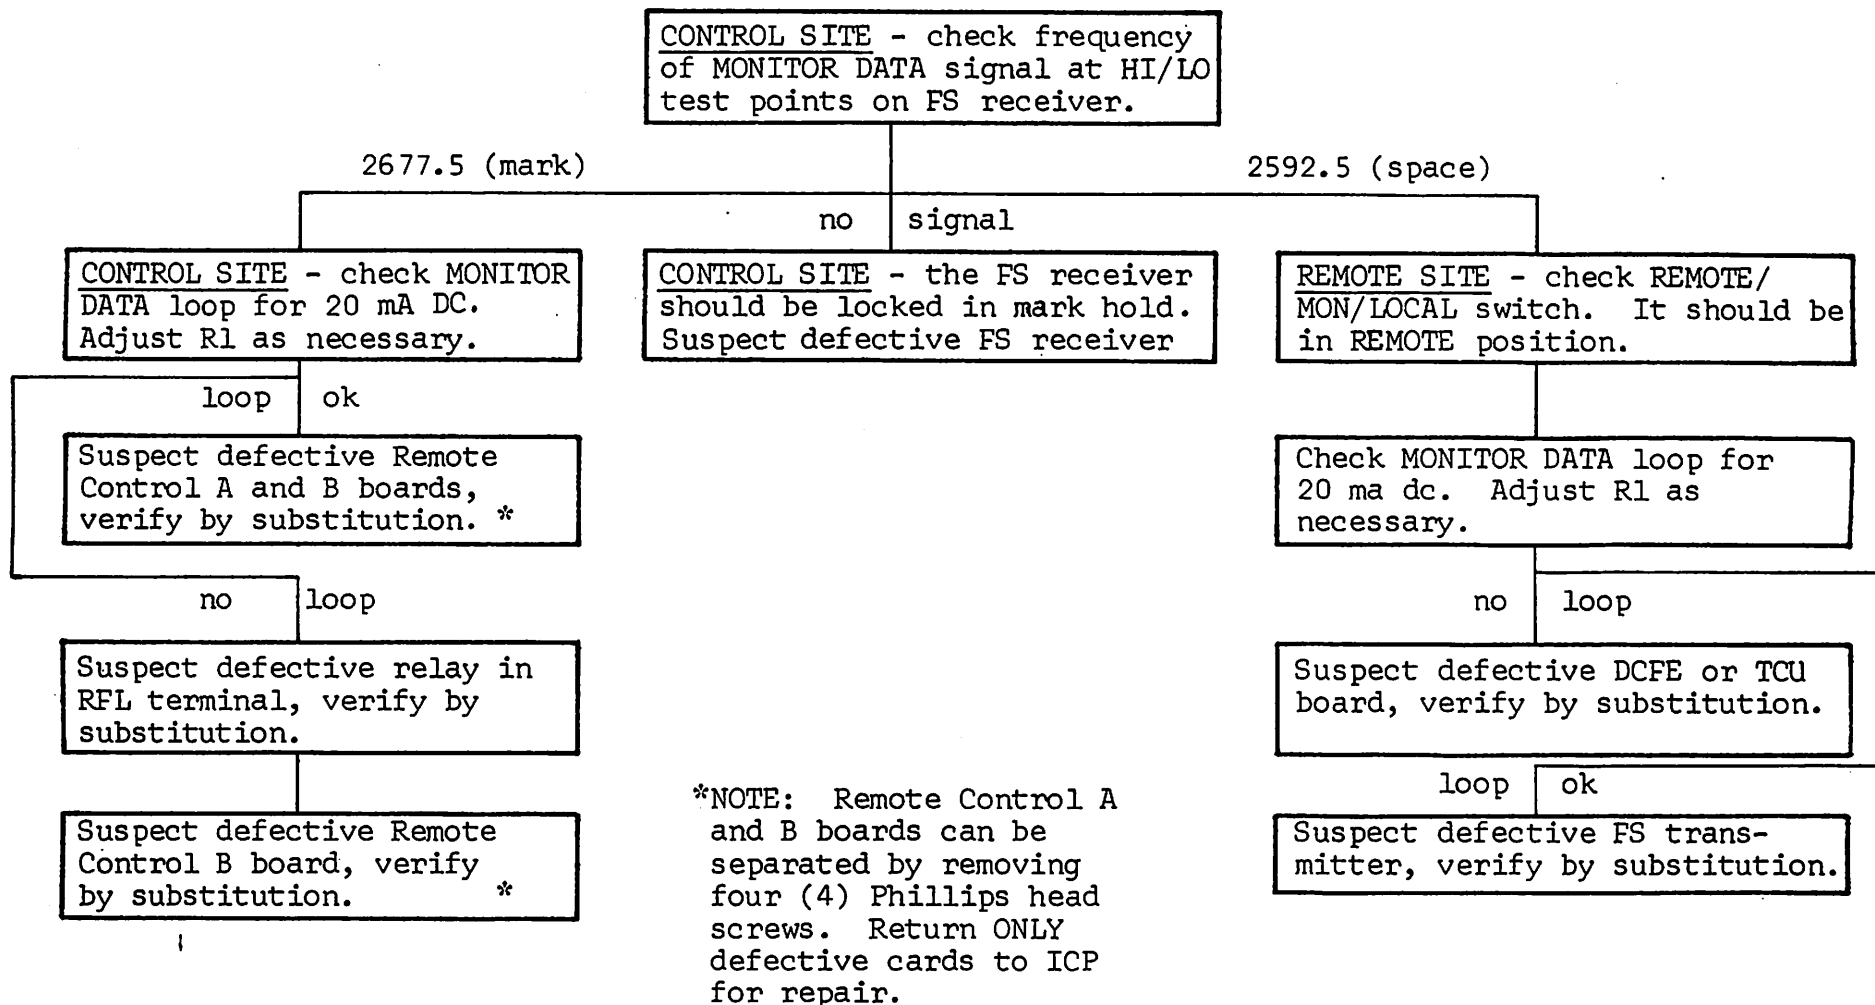 CONTROL SITE - check frequency
of MONITOR DATA signal at HI/LO
test points on FS receiver.
2677.5 (mark)
2592.5 (space)
no signal
CONTROL SITE - check MONITOR
DATA loop for 20 mA DC.
Adjust R1 as necessary.
CONTROL SITE - the FS receiver
should be locked in mark hold.
Suspect defective FS receiver
REMOTE SITE - check REMOTE/
MON/LOCAL switch. It should be
in REMOTE position.
loop ok
Suspect defective Remote
Control A and B boards,
verify by substitution. *
Check MONITOR DATA loop for
20 ma dc. Adjust R1 as
necessary.
no loop
Suspect defective relay in
RFL terminal, verify by
substitution.
no loop
Suspect defective DCFE or TCU
board, verify by substitution.
Suspect defective Remote
Control B board, verify
by substitution. *
loop ok
Suspect defective FS trans-
mitter, verify by substitution.
*NOTE: Remote Control A
and B boards can be
separated by removing
four (4) Phillips head
screws. Return ONLY
defective cards to ICP
for repair.